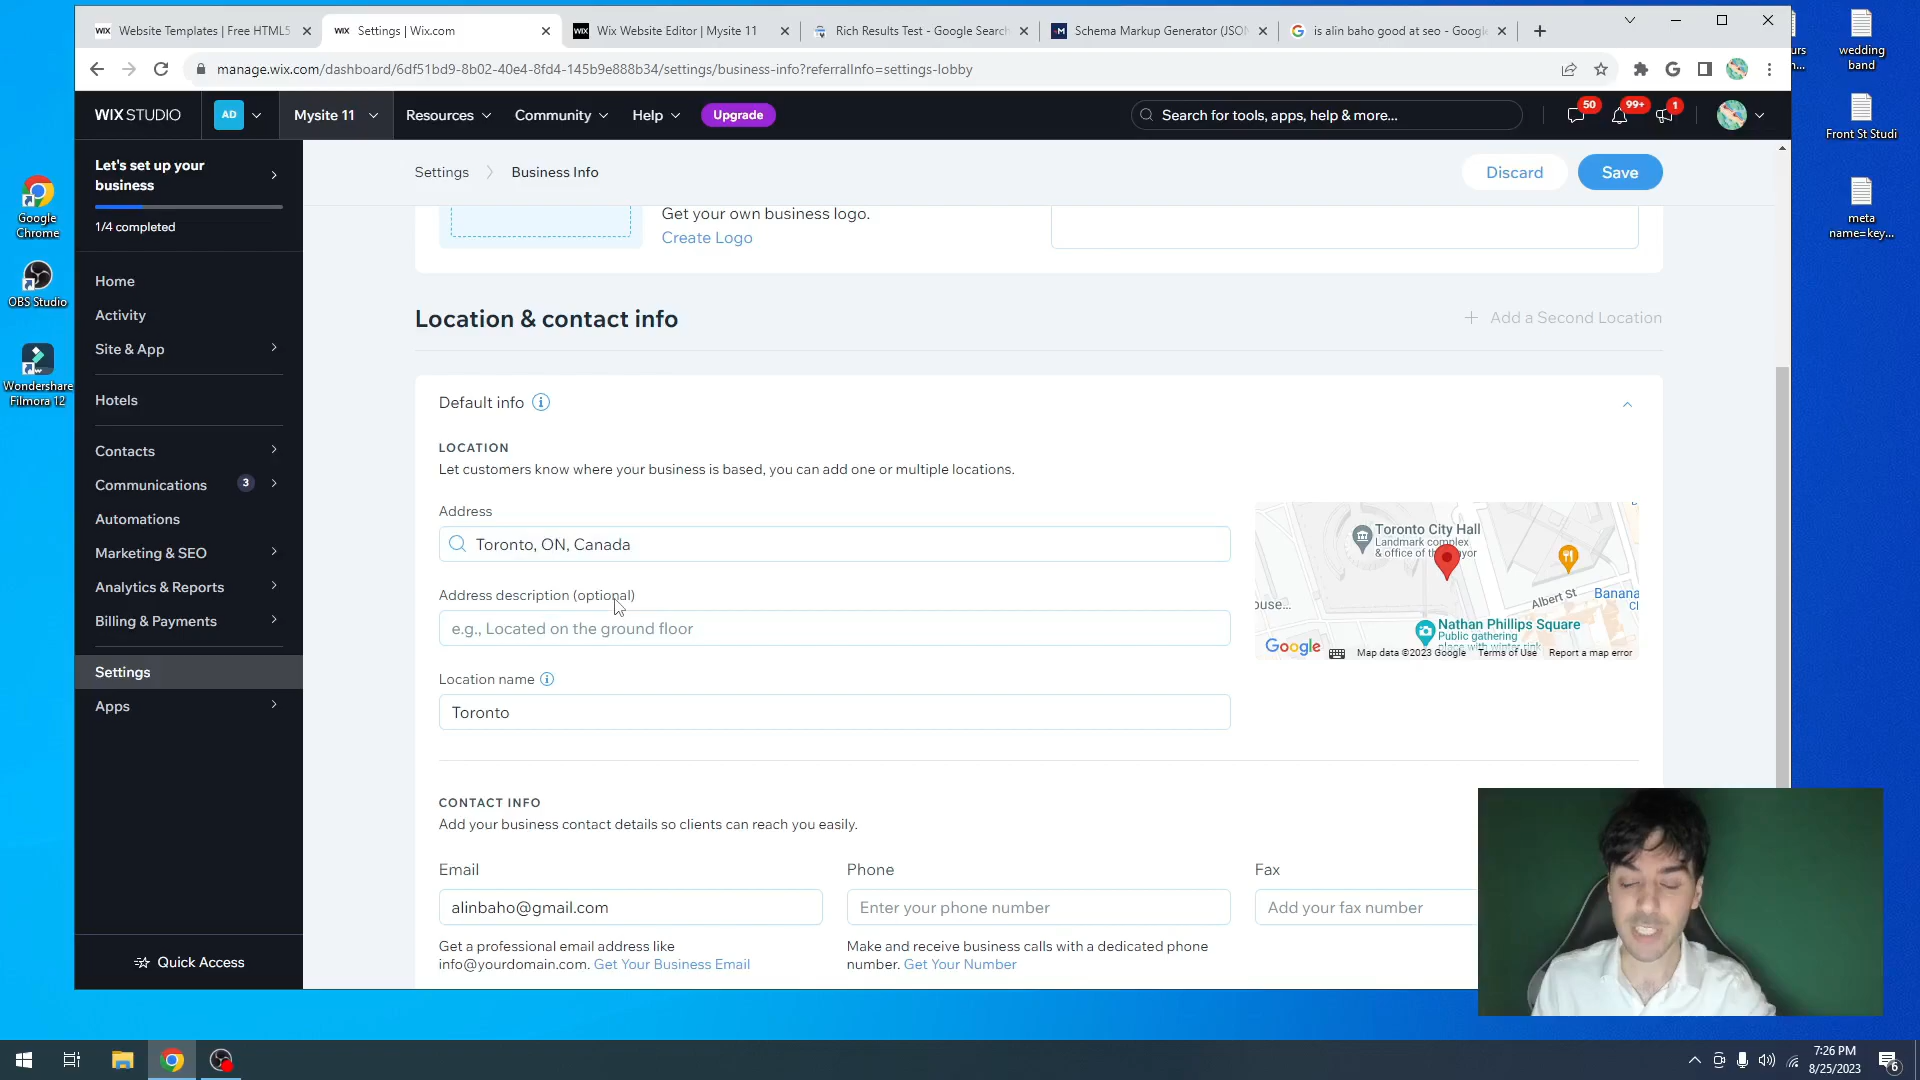 Website Templates | Free HTML5
Settings | Wix.com
Wix Website Editor | Mysite 11
Rich Results Test - Google Search
Schema Markup Generator (JSON
is alin baho good at seo - Google
manage.wix.com/dashboard/6df51bd9-8b02-40e4-8fd4-145b9e888b34/settings/business-info?referralInfo=settings-lobby
WIX STUDIO
AD
Mysite 11
Resources
Community
Help
Upgrade
Search for tools, apps, help & more...
50
99+
1
Let's set up your
business
1/4 completed
Home
Activity
Site & App
Hotels
Contacts
Communications
3
Automations
Marketing & SEO
Analytics & Reports
Billing & Payments
Settings
Apps
Quick Access
Settings
Business Info
Discard
Save
Get your own business logo.
Create Logo
Location & contact info
+ Add a Second Location
Default info
LOCATION
Let customers know where your business is based, you can add one or multiple locations.
Address
Toronto, ON, Canada
Address description (optional)
e.g., Located on the ground floor
Location name
Toronto
Toronto City Hall
Landmark complex
& office of the mayor
Albert St
Banana
Nathan Phillips Square
Public gathering
place with winter rink
Google
Map data ©2023 Google
Terms of Use
Report a map error
CONTACT INFO
Add your business contact details so clients can reach you easily.
Email
alinbaho@gmail.com
Get a professional email address like
info@yourdomain.com. Get Your Business Email
Phone
Enter your phone number
Make and receive business calls with a dedicated phone
number. Get Your Number
Fax
Add your fax number
Google
Chrome
OBS Studio
Wondershare
Filmora 12
wedding
band
Front St Studi
meta
name=key...
7:26 PM
8/25/2023
6